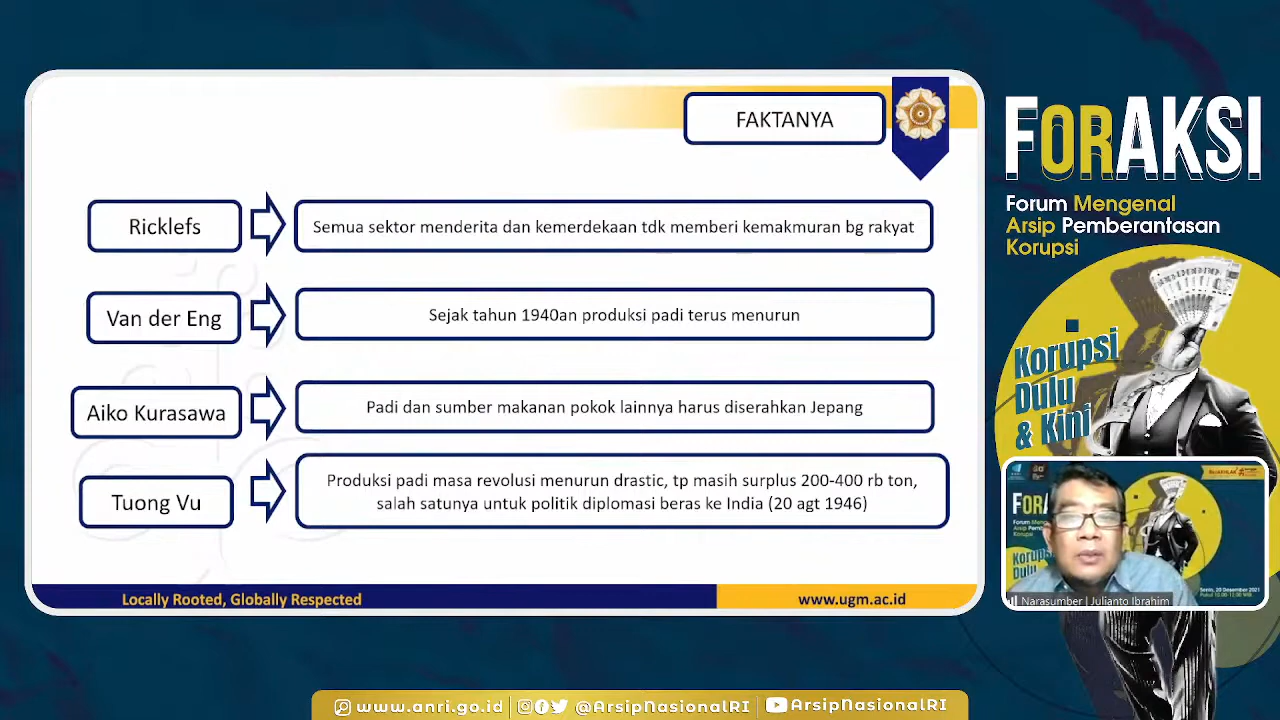 FAKTANYA
Ricklefs
Semua sektor menderita dan kemerdekaan tdk memberi kemakmuran bg rakyat
Van der Eng
Sejak tahun 1940an produksi padi terus menurun
Aiko Kurasawa
Padi dan sumber makanan pokok lainnya harus diserahkan Jepang
Tuong Vu
Produksi padi masa revolusi menurun drastic, tp masih surplus 200-400 rb ton,
salah satunya untuk politik diplomasi beras ke India (20 agt 1946)
Locally Rooted, Globally Respected
www.ugm.ac.id
FORAKSI
Forum Mengenal
Arsip Pemberantasan
Korupsi
Korupsi
Dulu
& Kini
Senin, 20 Desember 2021
Narasumber | Julianto Ibrahim
www.anri.go.id
@ArsipNasionalRI
ArsipNasionalRI